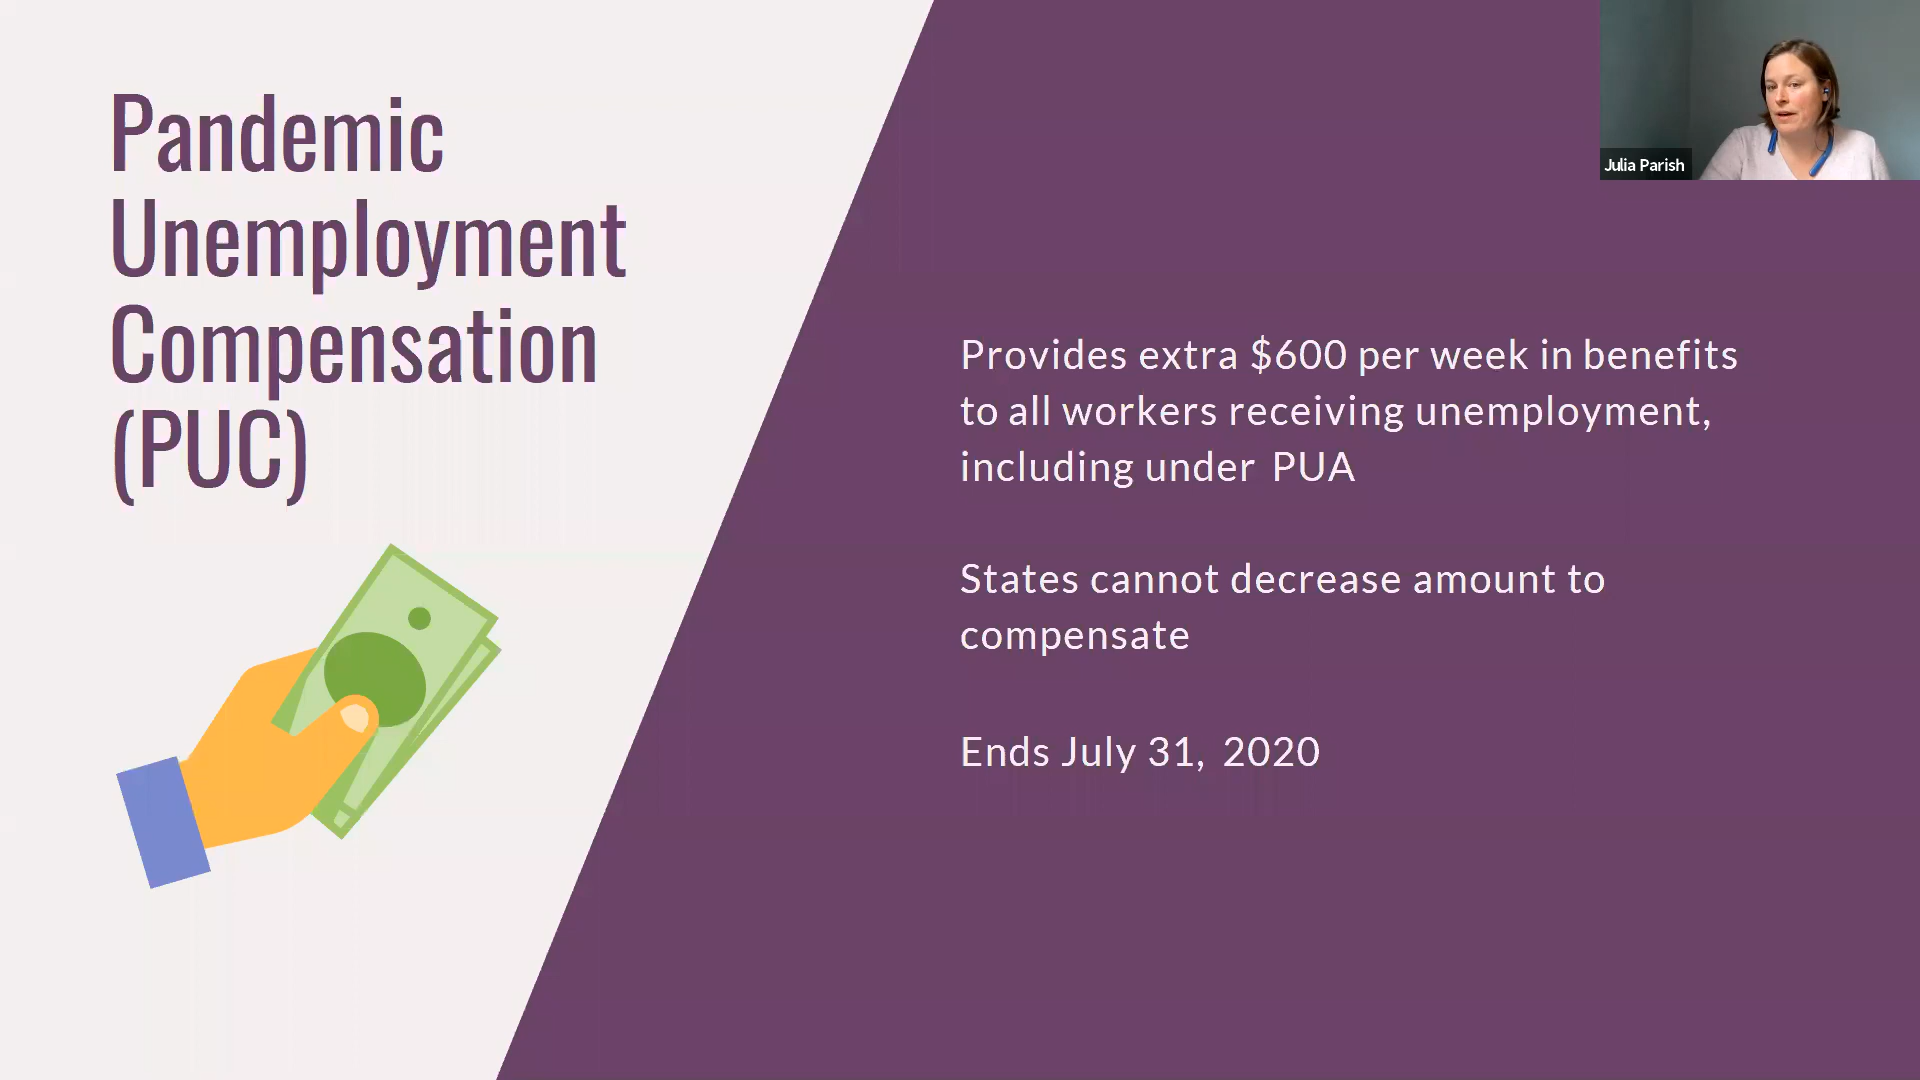 Pandemic
Unemployment
Compensation
(PUC)
Provides extra $600 per week in benefits
to all workers receiving unemployment,
including under PUA
States cannot decrease amount to
compensate
Ends July 31, 2020
Julia Parish